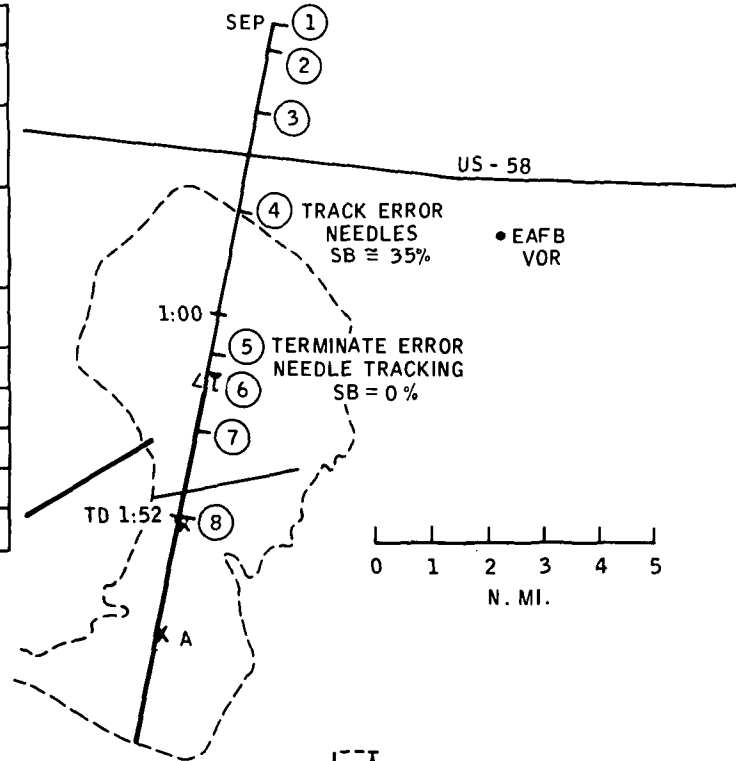 SEP 1
2
3
US - 58
4 TRACK ERROR
NEEDLES
SB ≅ 35%
• EAFB
VOR
1:00
5 TERMINATE ERROR
NEEDLE TRACKING
SB = 0 %
6
7
TD 1:52 8
0 1 2 3 4 5
N. MI.
X A